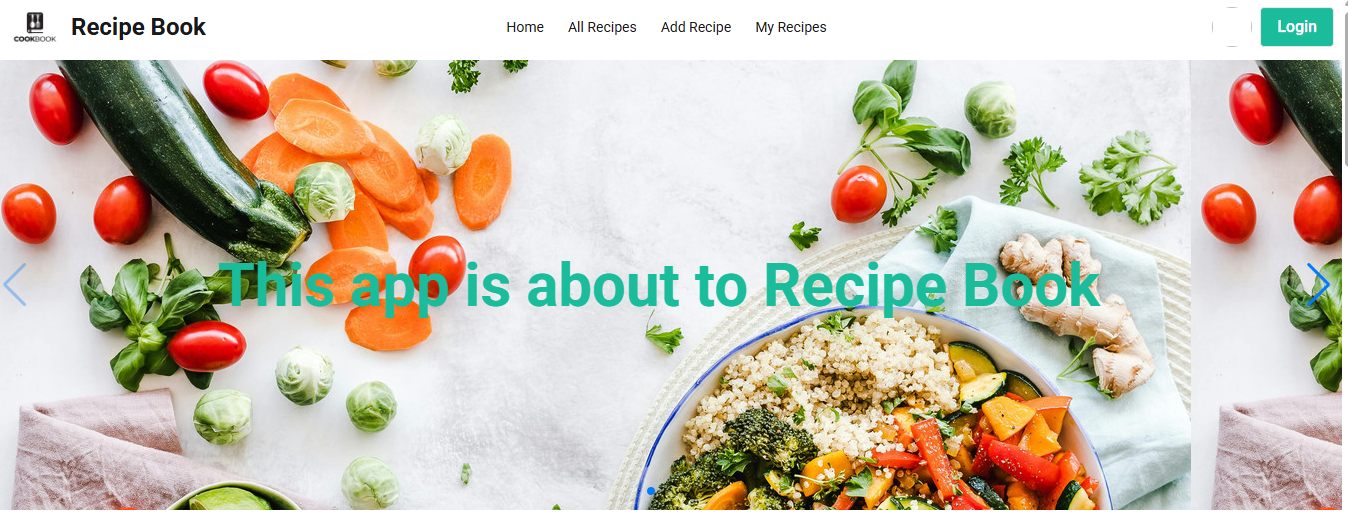 COOKBOOK
Recipe Book
Home
All Recipes
Add Recipe
My Recipes
Login
This app is about to Recipe Book